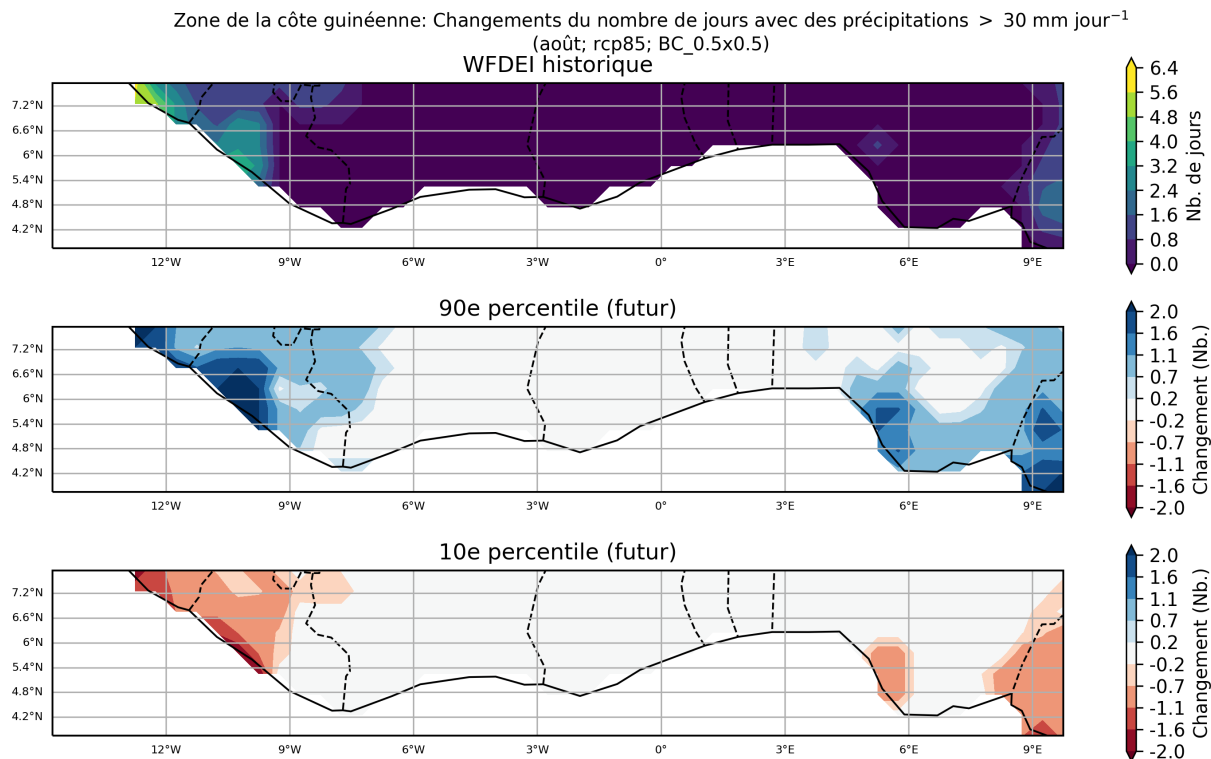 Zone de la côte guinéenne: Changements du nombre de jours avec des précipitations > 30 mm jour⁻¹
(août; rcp85; BC_0.5x0.5)
WFDEI historique
7.2°N
6.6°N
6°N
5.4°N
4.8°N
4.2°N
12°W 9°W 6°W 3°W 0° 3°E 6°E 9°E
6.4
5.6
4.8
4.0
3.2
2.4
1.6
0.8
0.0
Nb. de jours
90e percentile (futur)
7.2°N
6.6°N
6°N
5.4°N
4.8°N
4.2°N
12°W 9°W 6°W 3°W 0° 3°E 6°E 9°E
2.0
1.6
1.1
0.7
0.2
-0.2
-0.7
-1.1
-1.6
-2.0
Changement (Nb.)
10e percentile (futur)
7.2°N
6.6°N
6°N
5.4°N
4.8°N
4.2°N
12°W 9°W 6°W 3°W 0° 3°E 6°E 9°E
2.0
1.6
1.1
0.7
0.2
-0.2
-0.7
-1.1
-1.6
-2.0
Changement (Nb.)